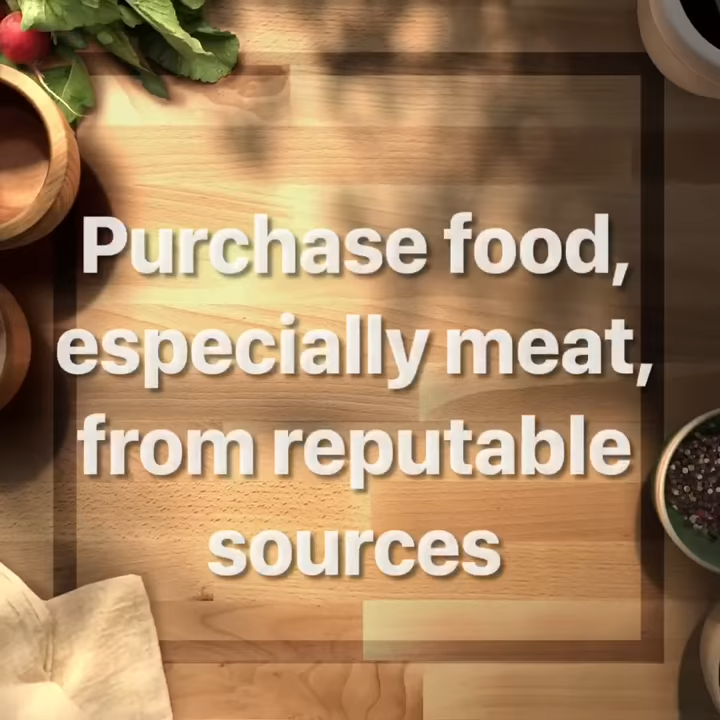 Purchase food,
especially meat,
from reputable
sources